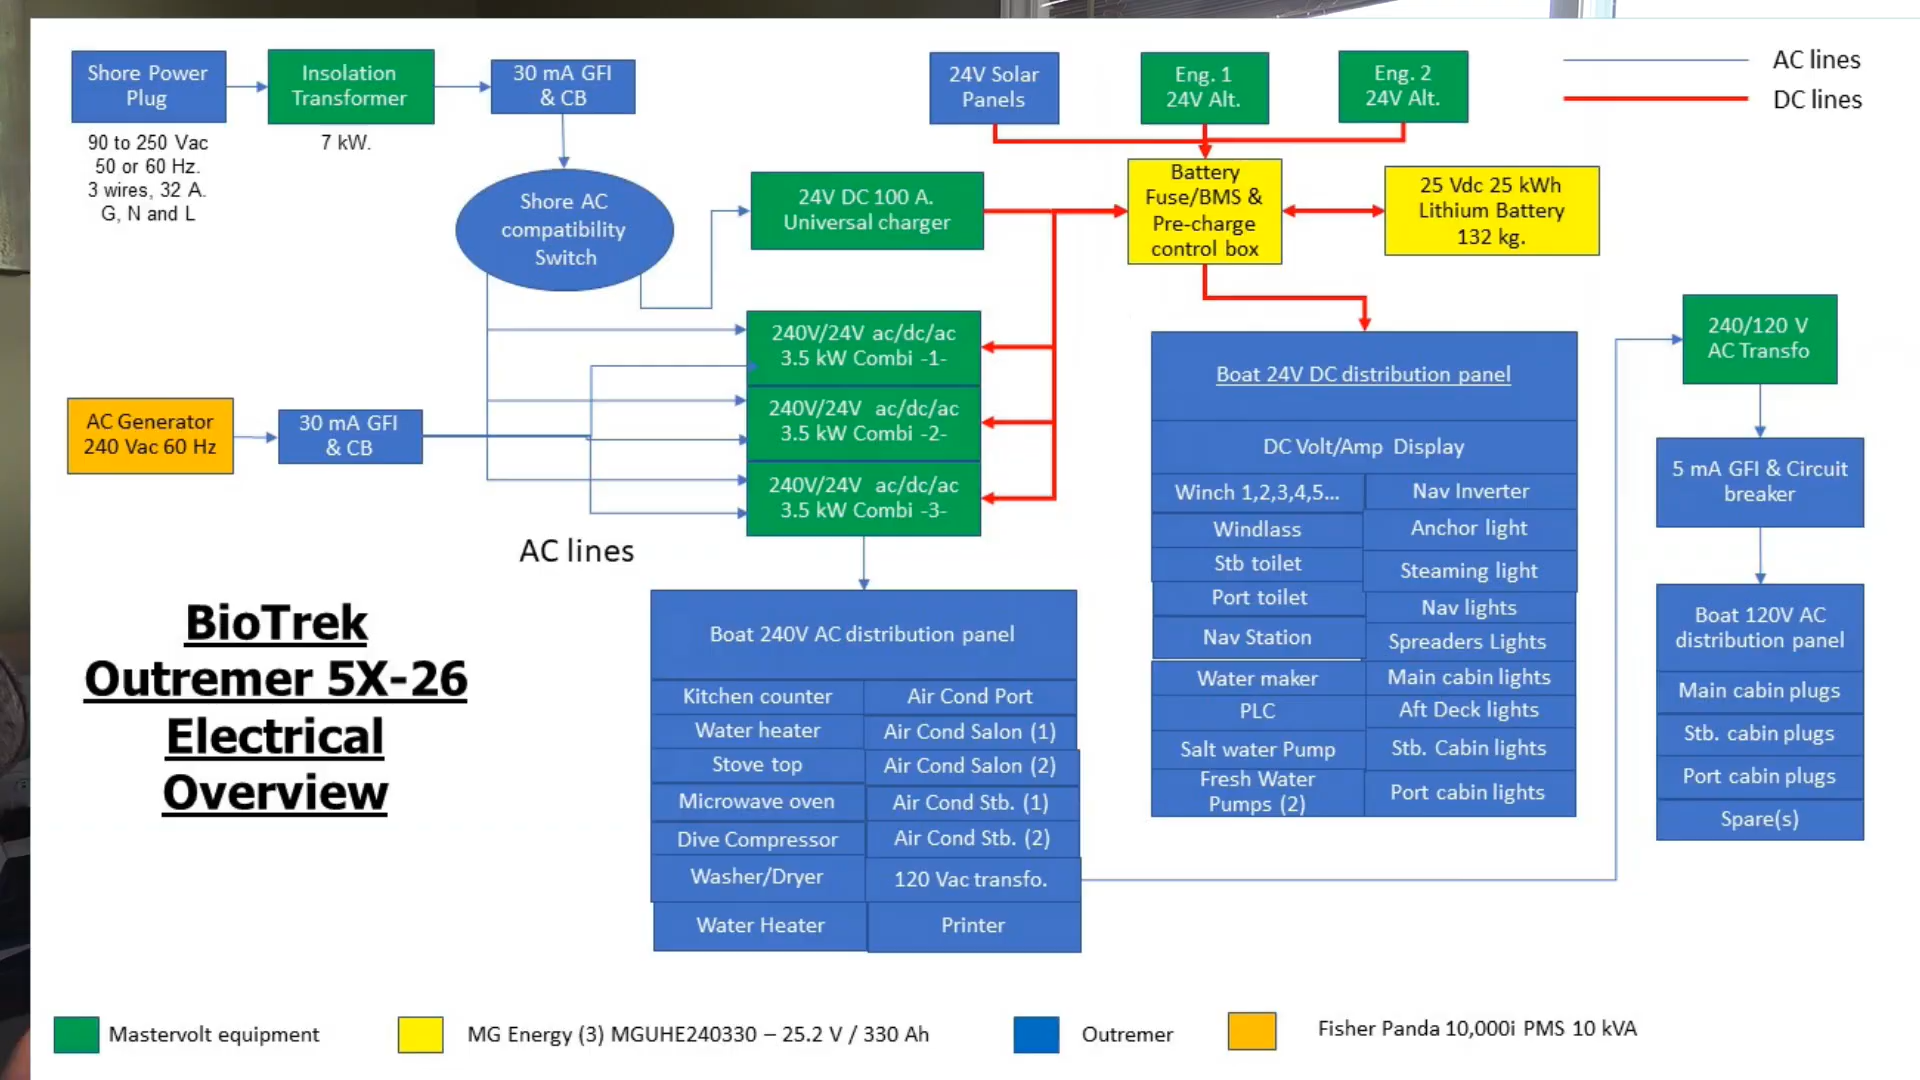 Shore Power
Plug
Insolation
Transformer
30 mA GFI
& CB
24V Solar
Panels
Eng. 1
24V Alt.
Eng. 2
24V Alt.
AC lines
DC lines
90 to 250 Vac
50 or 60 Hz.
3 wires, 32 A.
G, N and L
7 kW.
Shore AC
compatibility
Switch
24V DC 100 A.
Universal charger
Battery
Fuse/BMS &
Pre-charge
control box
25 Vdc 25 kWh
Lithium Battery
132 kg.
240V/24V ac/dc/ac
3.5 kW Combi -1-
240V/24V ac/dc/ac
3.5 kW Combi -2-
240V/24V ac/dc/ac
3.5 kW Combi -3-
AC Generator
240 Vac 60 Hz
30 mA GFI
& CB
AC lines
Boat 24V DC distribution panel
DC Volt/Amp Display
Winch 1,2,3,4,5...
Nav Inverter
Windlass
Anchor light
Stb toilet
Steaming light
Port toilet
Nav lights
Nav Station
Spreaders Lights
Water maker
Main cabin lights
PLC
Aft Deck lights
Salt water Pump
Stb. Cabin lights
Fresh Water
Pumps (2)
Port cabin lights
240/120 V
AC Transfo
5 mA GFI & Circuit
breaker
Boat 120V AC
distribution panel
Main cabin plugs
Stb. cabin plugs
Port cabin plugs
Spare(s)
BioTrek
Outremer 5X-26
Electrical
Overview
Boat 240V AC distribution panel
Kitchen counter
Air Cond Port
Water heater
Air Cond Salon (1)
Stove top
Air Cond Salon (2)
Microwave oven
Air Cond Stb. (1)
Dive Compressor
Air Cond Stb. (2)
Washer/Dryer
120 Vac transfo.
Water Heater
Printer
Mastervolt equipment
MG Energy (3) MGUHE240330 – 25.2 V / 330 Ah
Outremer
Fisher Panda 10,000i PMS 10 kVA